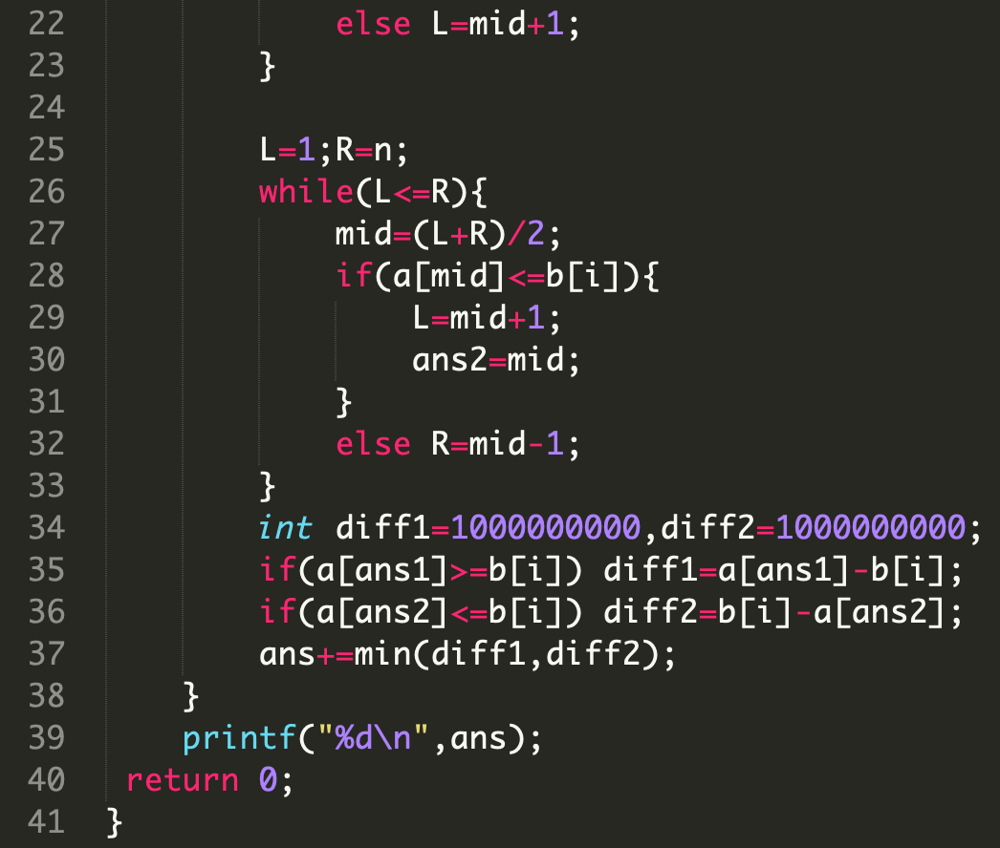 22 else L=mid+1;
23 }
24
25 L=1;R=n;
26 while(L<=R){
27 mid=(L+R)/2;
28 if(a[mid]<=b[i]){
29 L=mid+1;
30 ans2=mid;
31 }
32 else R=mid-1;
33 }
34 int diff1=1000000000,diff2=1000000000;
35 if(a[ans1]>=b[i]) diff1=a[ans1]-b[i];
36 if(a[ans2]<=b[i]) diff2=b[i]-a[ans2];
37 ans+=min(diff1,diff2);
38 }
39 printf("%d\n",ans);
40 return 0;
41 }